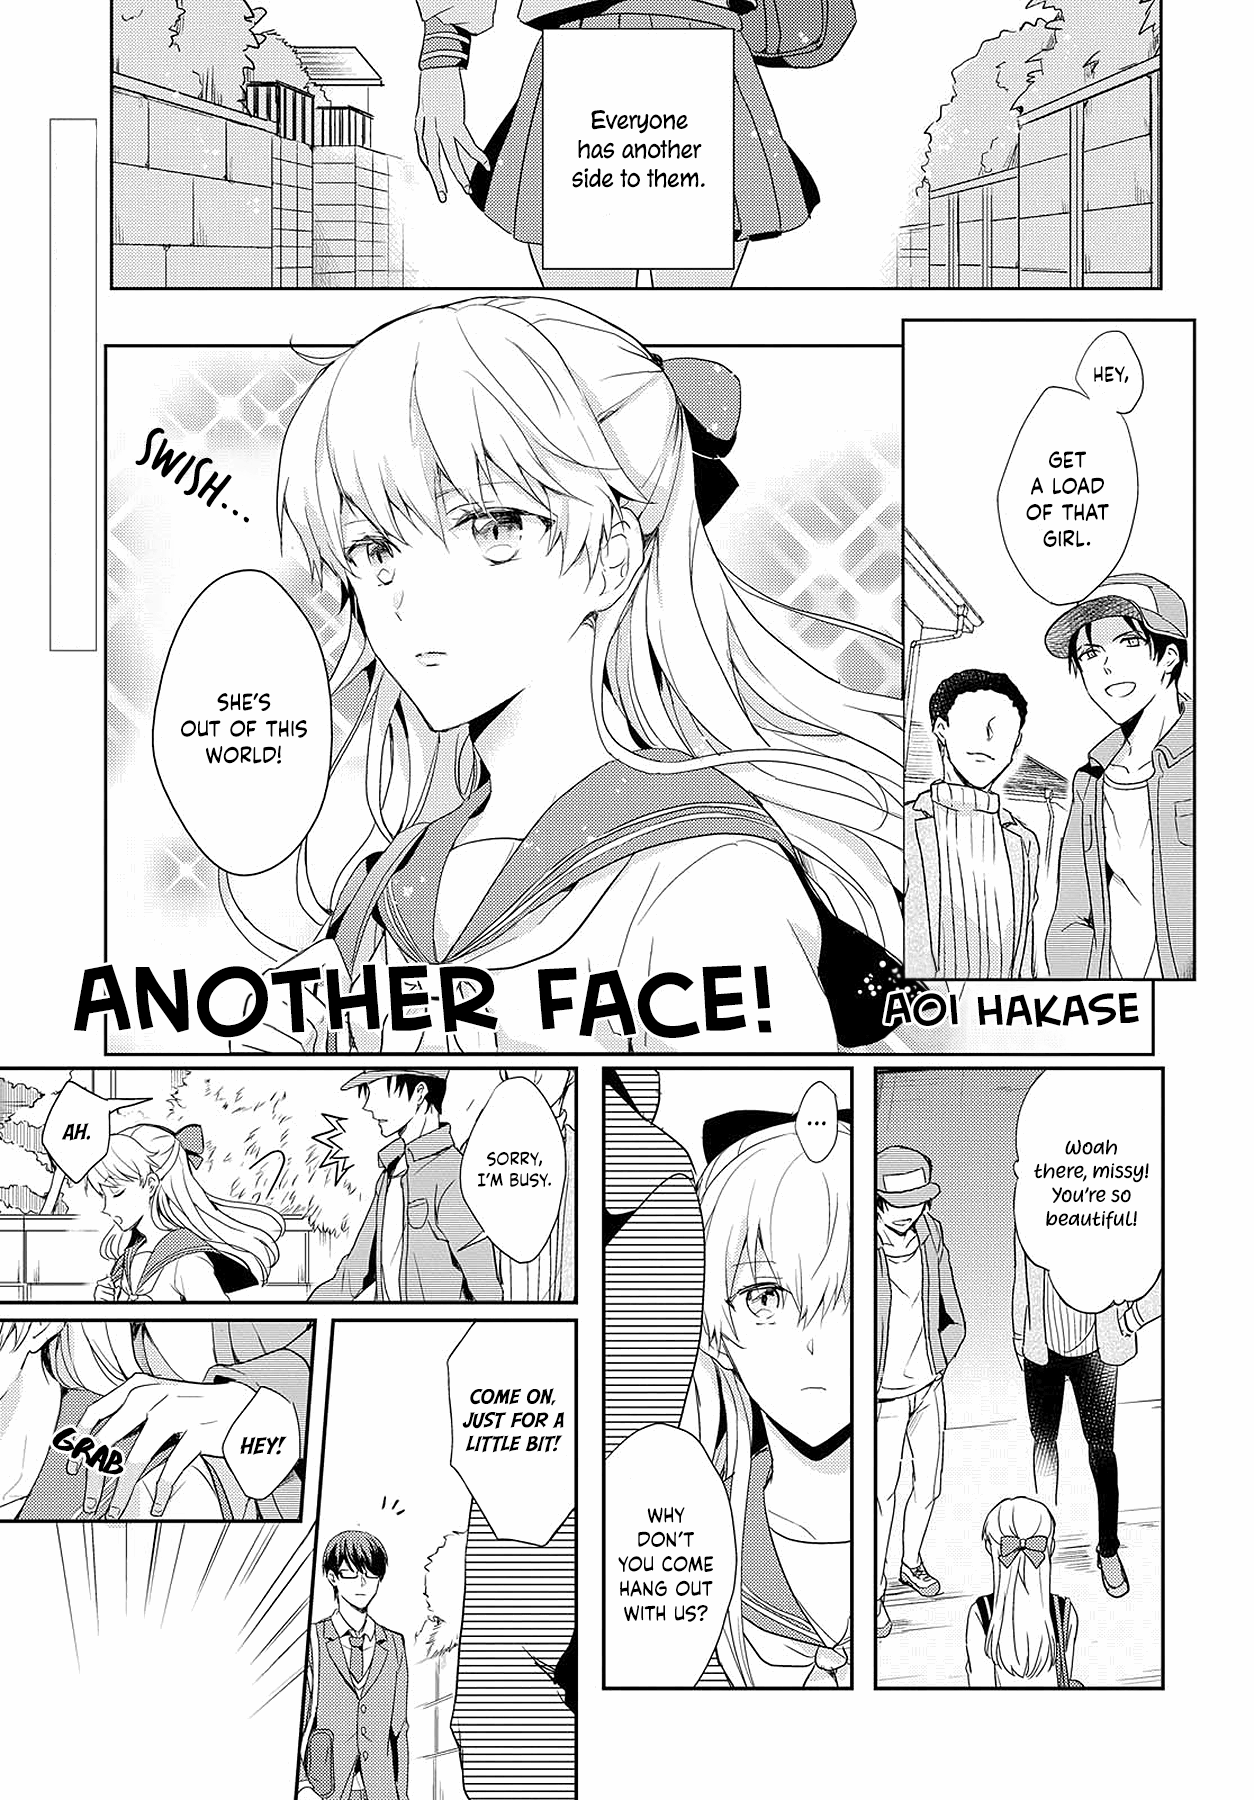 Everyone
has another
side to them.
HEY,
GET
A LOAD
OF THAT
GIRL.
SWISH...
SHE'S
OUT OF THIS
WORLD!
ANOTHER FACE!
AOI HAKASE
Woah
there, missy!
You're so
beautiful!
...
WHY
DON'T
YOU COME
HANG OUT
WITH US?
SORRY,
I'M BUSY.
AH.
COME ON,
JUST FOR A
LITTLE BIT!
HEY!
GRAB